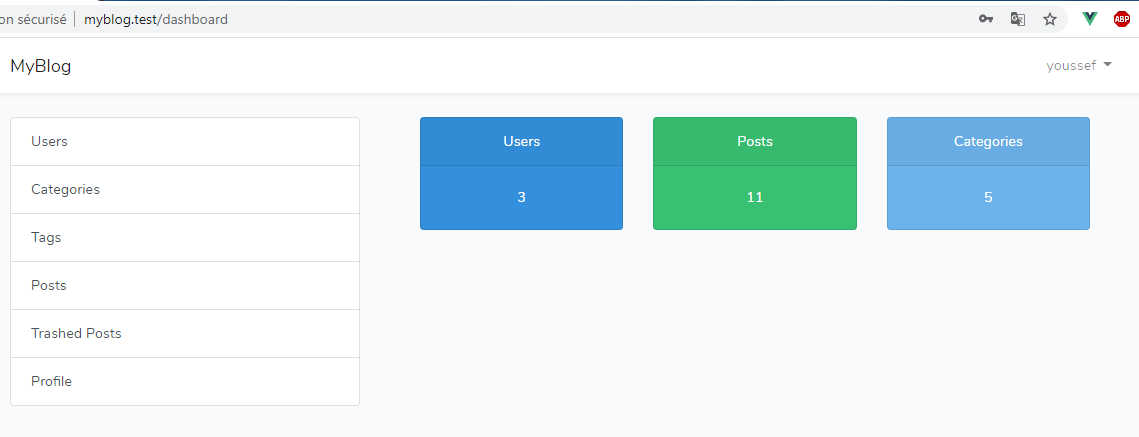 on sécurisé | myblog.test/dashboard
ABP
MyBlog
youssef
Users
Categories
Tags
Posts
Trashed Posts
Profile
Users
3
Posts
11
Categories
5